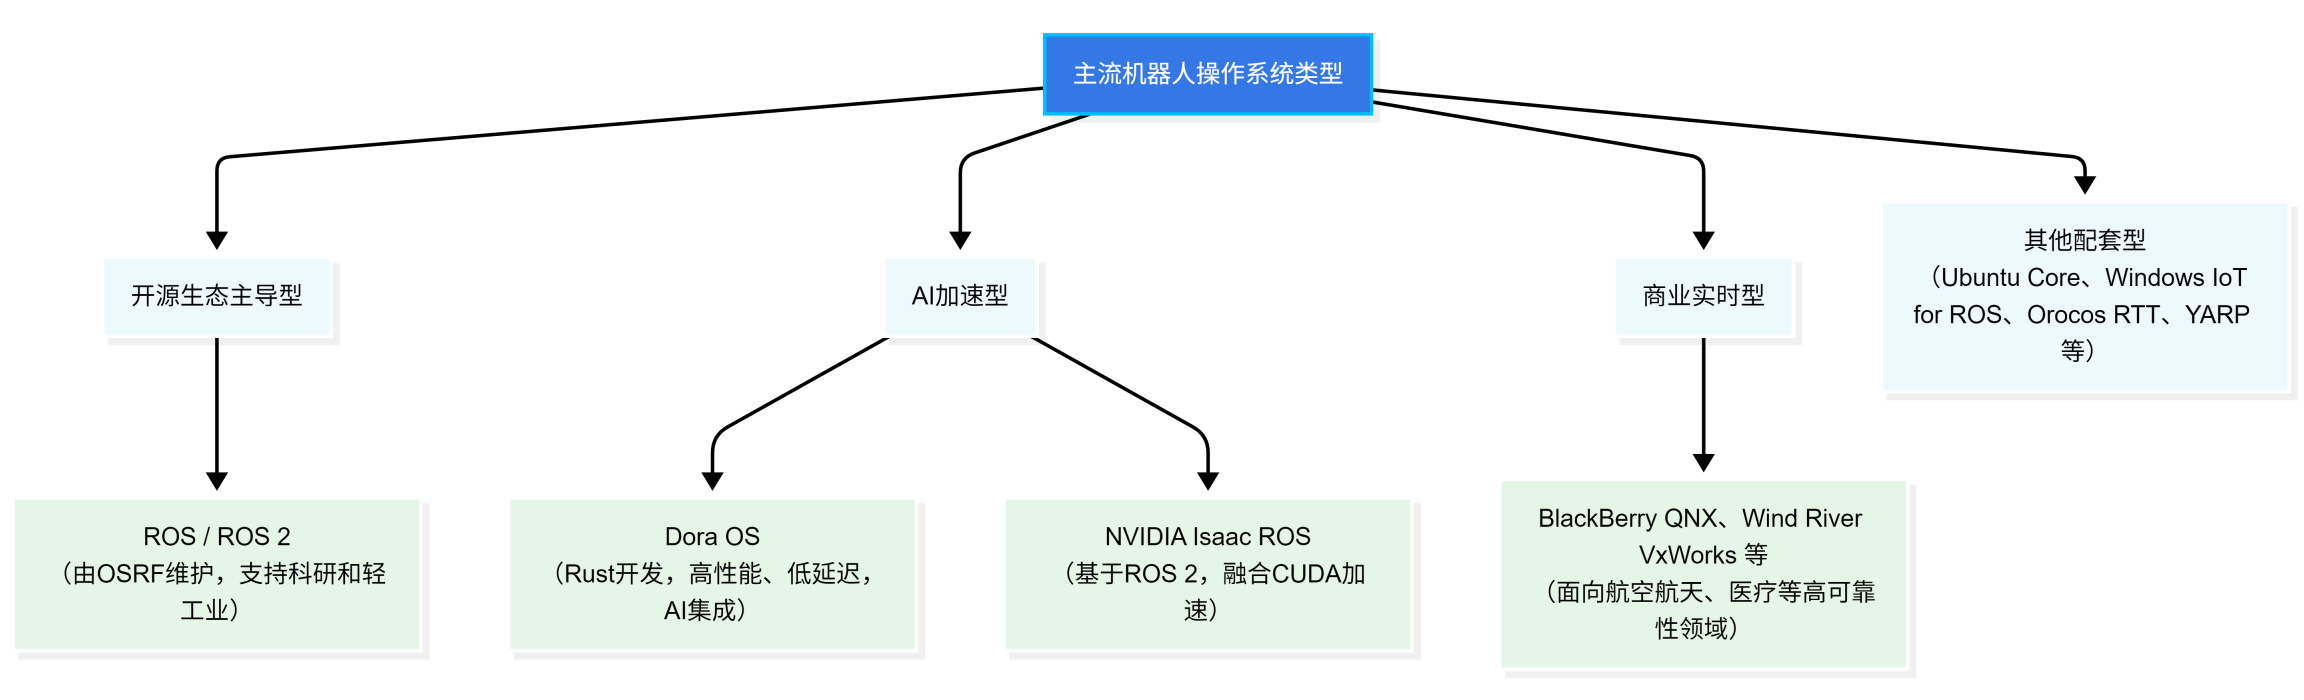 主流机器人操作系统类型
开源生态主导型
AI加速型
商业实时型
其他配套型
（Ubuntu Core、Windows IoT
for ROS、Orocos RTT、YARP
等）
ROS / ROS 2
（由OSRF维护，支持科研和轻
工业）
Dora OS
（Rust开发，高性能、低延迟，
AI集成）
NVIDIA Isaac ROS
（基于ROS 2，融合CUDA加
速）
BlackBerry QNX、Wind River
VxWorks 等
（面向航空航天、医疗等高可靠
性领域）